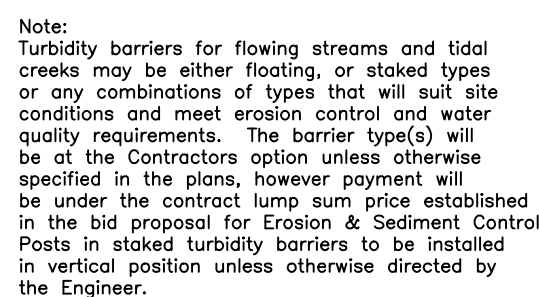 Note:
Turbidity barriers for flowing streams and tidal
creeks may be either floating, or staked types
or any combinations of types that will suit site
conditions and meet erosion control and water
quality requirements.  The barrier type(s) will
be at the Contractors option unless otherwise
specified in the plans, however payment will
be under the contract lump sum price established
in the bid proposal for Erosion & Sediment Control
Posts in staked turbidity barriers to be installed
in vertical position unless otherwise directed by
the Engineer.